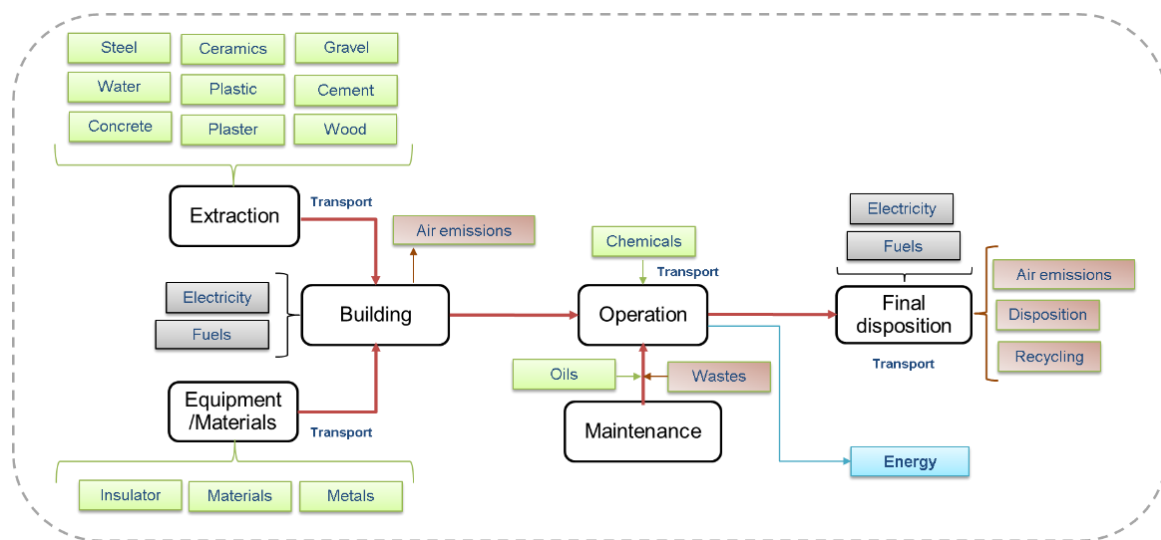 Steel
Ceramics
Gravel
Water
Plastic
Cement
Concrete
Plaster
Wood
Extraction
Transport
Air emissions
Chemicals
Transport
Electricity
Fuels
Electricity
Fuels
Building
Operation
Final
disposition
Air emissions
Disposition
Recycling
Transport
Equipment
/Materials
Transport
Oils
Wastes
Maintenance
Energy
Insulator
Materials
Metals